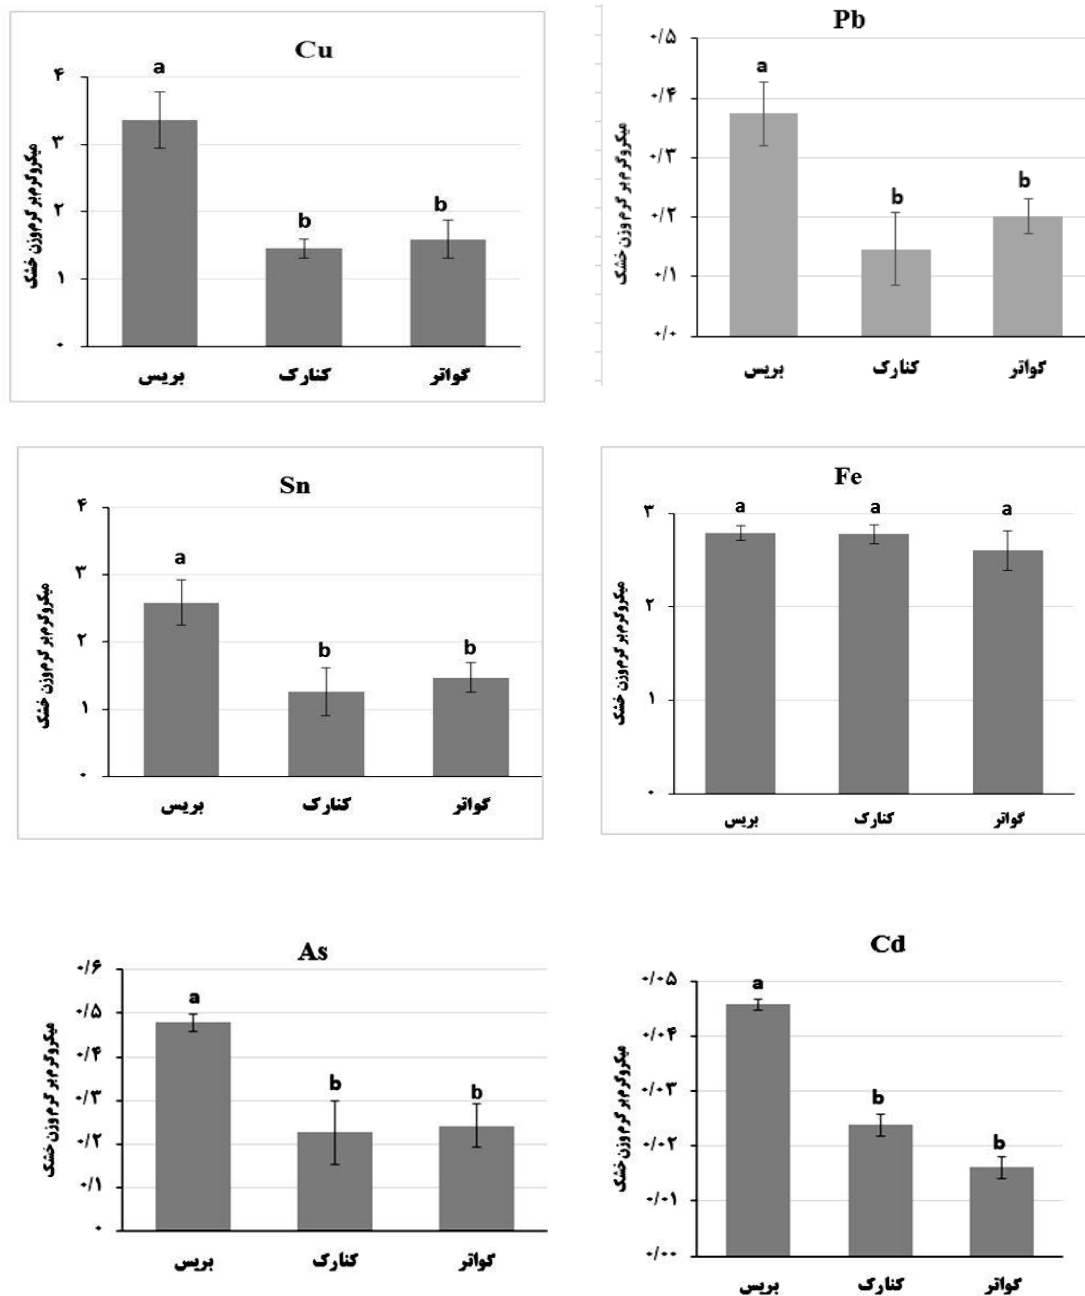 Cu
a
b
b
۴
۳
۲
۱
۰
میکروگرم بر گرم وزن خشک
بریس
کنارک
گواتر
Pb
a
b
b
۰/۵
۰/۴
۰/۳
۰/۲
۰/۱
۰/۰
میکروگرم بر گرم وزن خشک
بریس
کنارک
گواتر
Sn
a
b
b
۴
۳
۲
۱
۰
میکروگرم بر گرم وزن خشک
بریس
کنارک
گواتر
Fe
a
a
a
۳
۲
۱
۰
میکروگرم بر گرم وزن خشک
بریس
کنارک
گواتر
As
a
b
b
۰/۶
۰/۵
۰/۴
۰/۳
۰/۲
۰/۱
۰
میکروگرم بر گرم وزن خشک
بریس
کنارک
گواتر
Cd
a
b
b
۰/۰۵
۰/۰۴
۰/۰۳
۰/۰۲
۰/۰۱
۰/۰۰
میکروگرم بر گرم وزن خشک
بریس
کنارک
گواتر